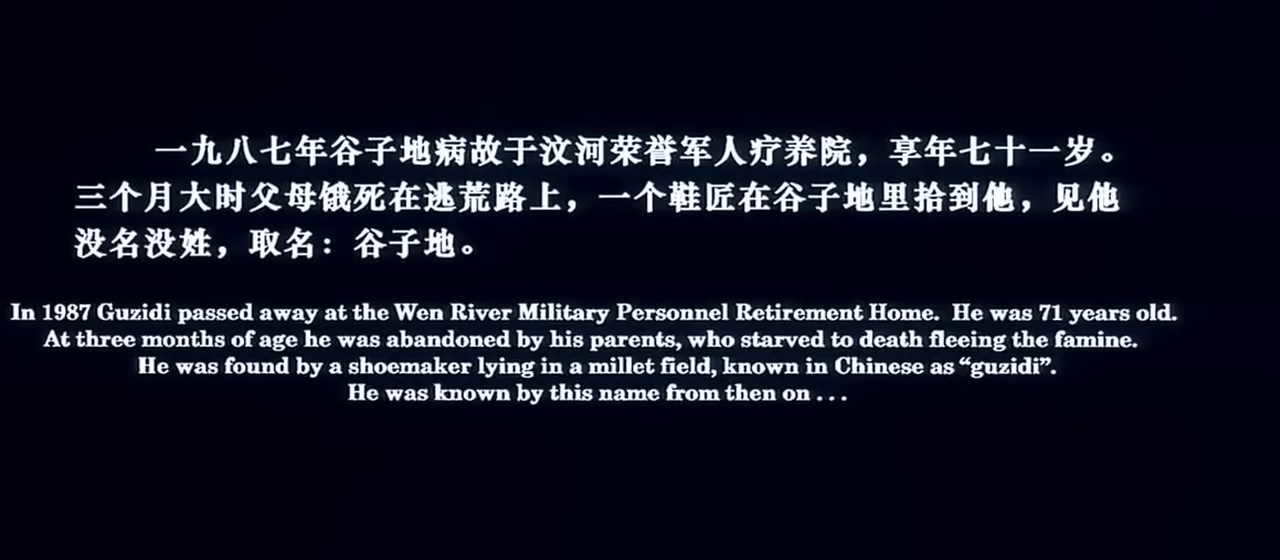 一九八七年谷子地病故于汶河荣誉军人疗养院，享年七十一岁。
三个月大时父母饿死在逃荒路上，一个鞋匠在谷子地里拾到他，见他
没名没姓，取名：谷子地。
In 1987 Guzidi passed away at the Wen River Military Personnel Retirement Home. He was 71 years old.
At three months of age he was abandoned by his parents, who starved to death fleeing the famine.
He was found by a shoemaker lying in a millet field, known in Chinese as “guzidi”.
He was known by this name from then on . . .